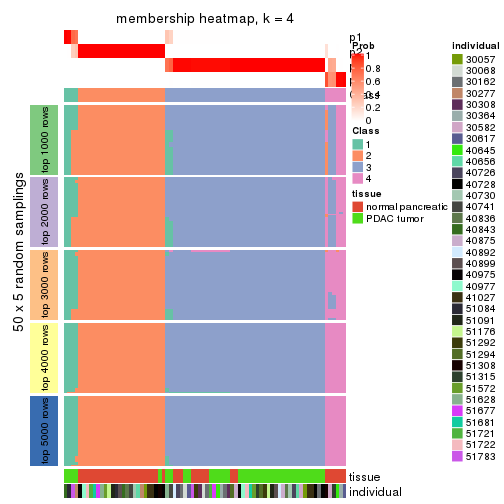 membership heatmap, k = 4
50 x 5 random samplings
top 1000 rows
top 2000 rows
top 3000 rows
top 4000 rows
top 5000 rows
p1
tissue
individual
Prob
1
0.8
0.6
0.4
0.2
0
Class
1
2
3
4
tissue
normal pancreatic
PDAC tumor
individual
30057
30068
30162
30277
30308
30364
30582
30617
40645
40656
40726
40728
40730
40741
40836
40843
40875
40892
40899
40975
40977
41027
51084
51091
51176
51292
51294
51308
51315
51572
51628
51677
51681
51721
51722
51783